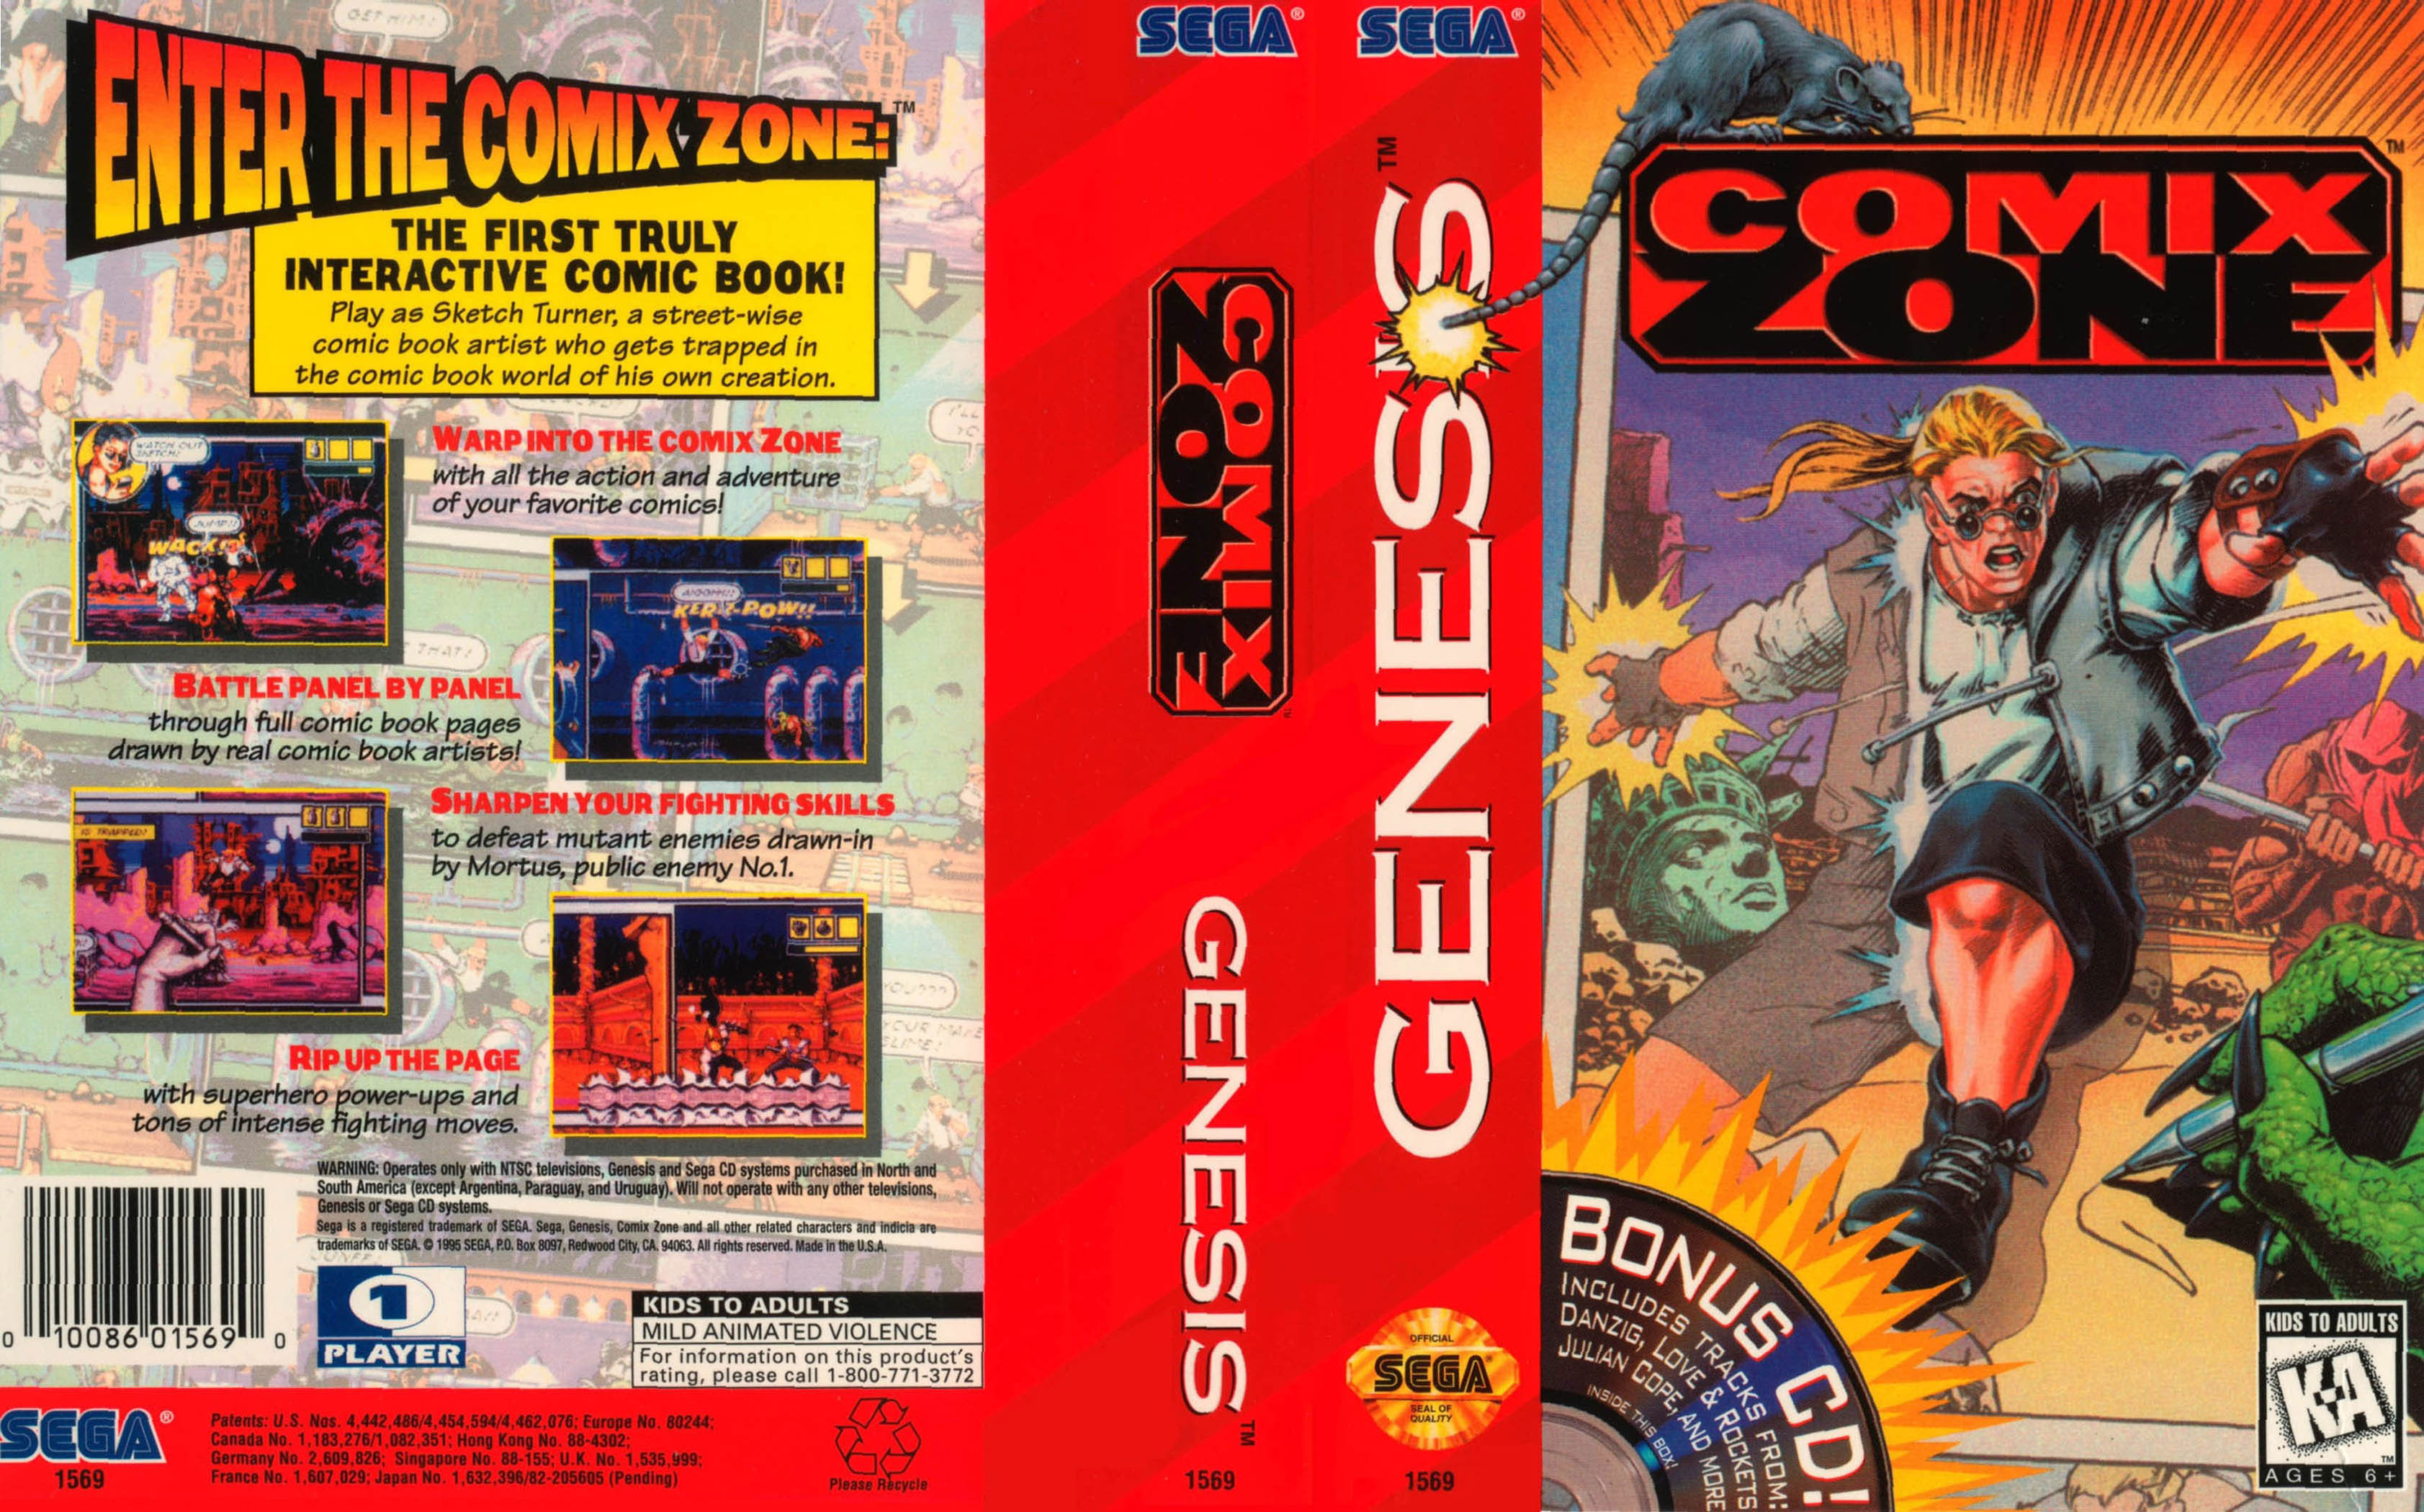 GET HIM!!
ENTER THE COMIX ZONE:™
THE FIRST TRULY
INTERACTIVE COMIC BOOK!
Play as Sketch Turner, a street-wise
comic book artist who gets trapped in
the comic book world of his own creation.
WATCH OUT
SKETCH!
JUMP!!
WACK!!
WARP INTO THE COMIX ZONE
with all the action and adventure
of your favorite comics!
BATTLE PANEL BY PANEL
through full comic book pages
drawn by real comic book artists!
THAT!
SHARPEN YOUR FIGHTING SKILLS
to defeat mutant enemies drawn-in
by Mortus, public enemy No.1.
IS TRAPPED!
RIP UP THE PAGE
with superhero power-ups and
tons of intense fighting moves.
YOU???
WARNING: Operates only with NTSC televisions, Genesis and Sega CD systems purchased in North and
South America (except Argentina, Paraguay, and Uruguay). Will not operate with any other televisions,
Genesis or Sega CD systems.
Sega is a registered trademark of SEGA. Sega, Genesis, Comix Zone and all other related characters and indicia are
trademarks of SEGA. © 1995 SEGA, P.O. Box 8097, Redwood City, CA. 94063. All rights reserved. Made in the U.S.A.
0 10086 01569 0
1
PLAYER
KIDS TO ADULTS
MILD ANIMATED VIOLENCE
For information on this product's
rating, please call 1-800-771-3772
SEGA®
1569
Patents: U.S. Nos. 4,442,486/4,454,594/4,462,076; Europe No. 80244;
Canada No. 1,183,276/1,082,351; Hong Kong No. 88-4302;
Germany No. 2,609,826; Singapore No. 88-155; U.K. No. 1,535,999;
France No. 1,607,029; Japan No. 1,632,396/82-205605 (Pending)
Please Recycle
SEGA®
COMIX
ZONE™
GENESIS™
1569
SEGA®
GENESIS™
OFFICIAL
SEGA®
SEAL OF
QUALITY
1569
COMIX
ZONE
™
BONUS CD!
INCLUDES TRACKS FROM:
DANZIG, LOVE & ROCKETS
JULIAN COPE, AND MORE
INSIDE THIS BOX!
KIDS TO ADULTS
K-A
™
AGES 6+